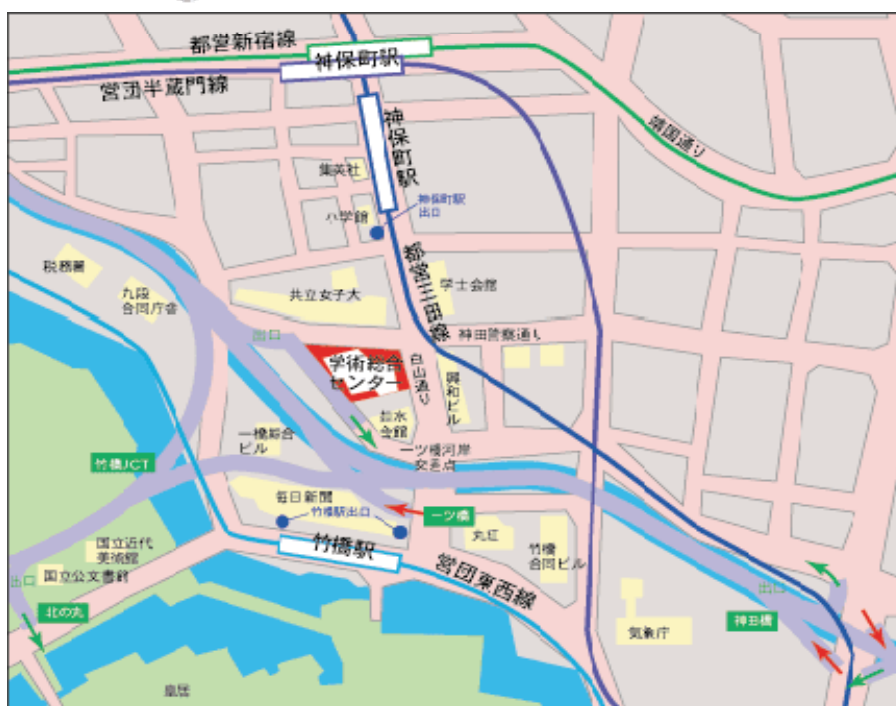 都営新宿線
神保町駅
営団半蔵門線
神保町駅
靖国通り
集英社
小学館
神保町駅
出口
都営三田線
税務署
九段
合同庁舎
共立女子大
学士会館
出口
神田警察通り
学術総合
センター
白山通り
興和ビル
如水
会館
一橋総合
ビル
一ツ橋河岸
交差点
竹橋JCT
毎日新聞
竹橋駅出口
一ツ橋
丸紅
竹橋
合同ビル
竹橋駅
営団東西線
国立近代
美術館
国立公文書館
出口
北の丸
気象庁
出口
神田橋
皇居